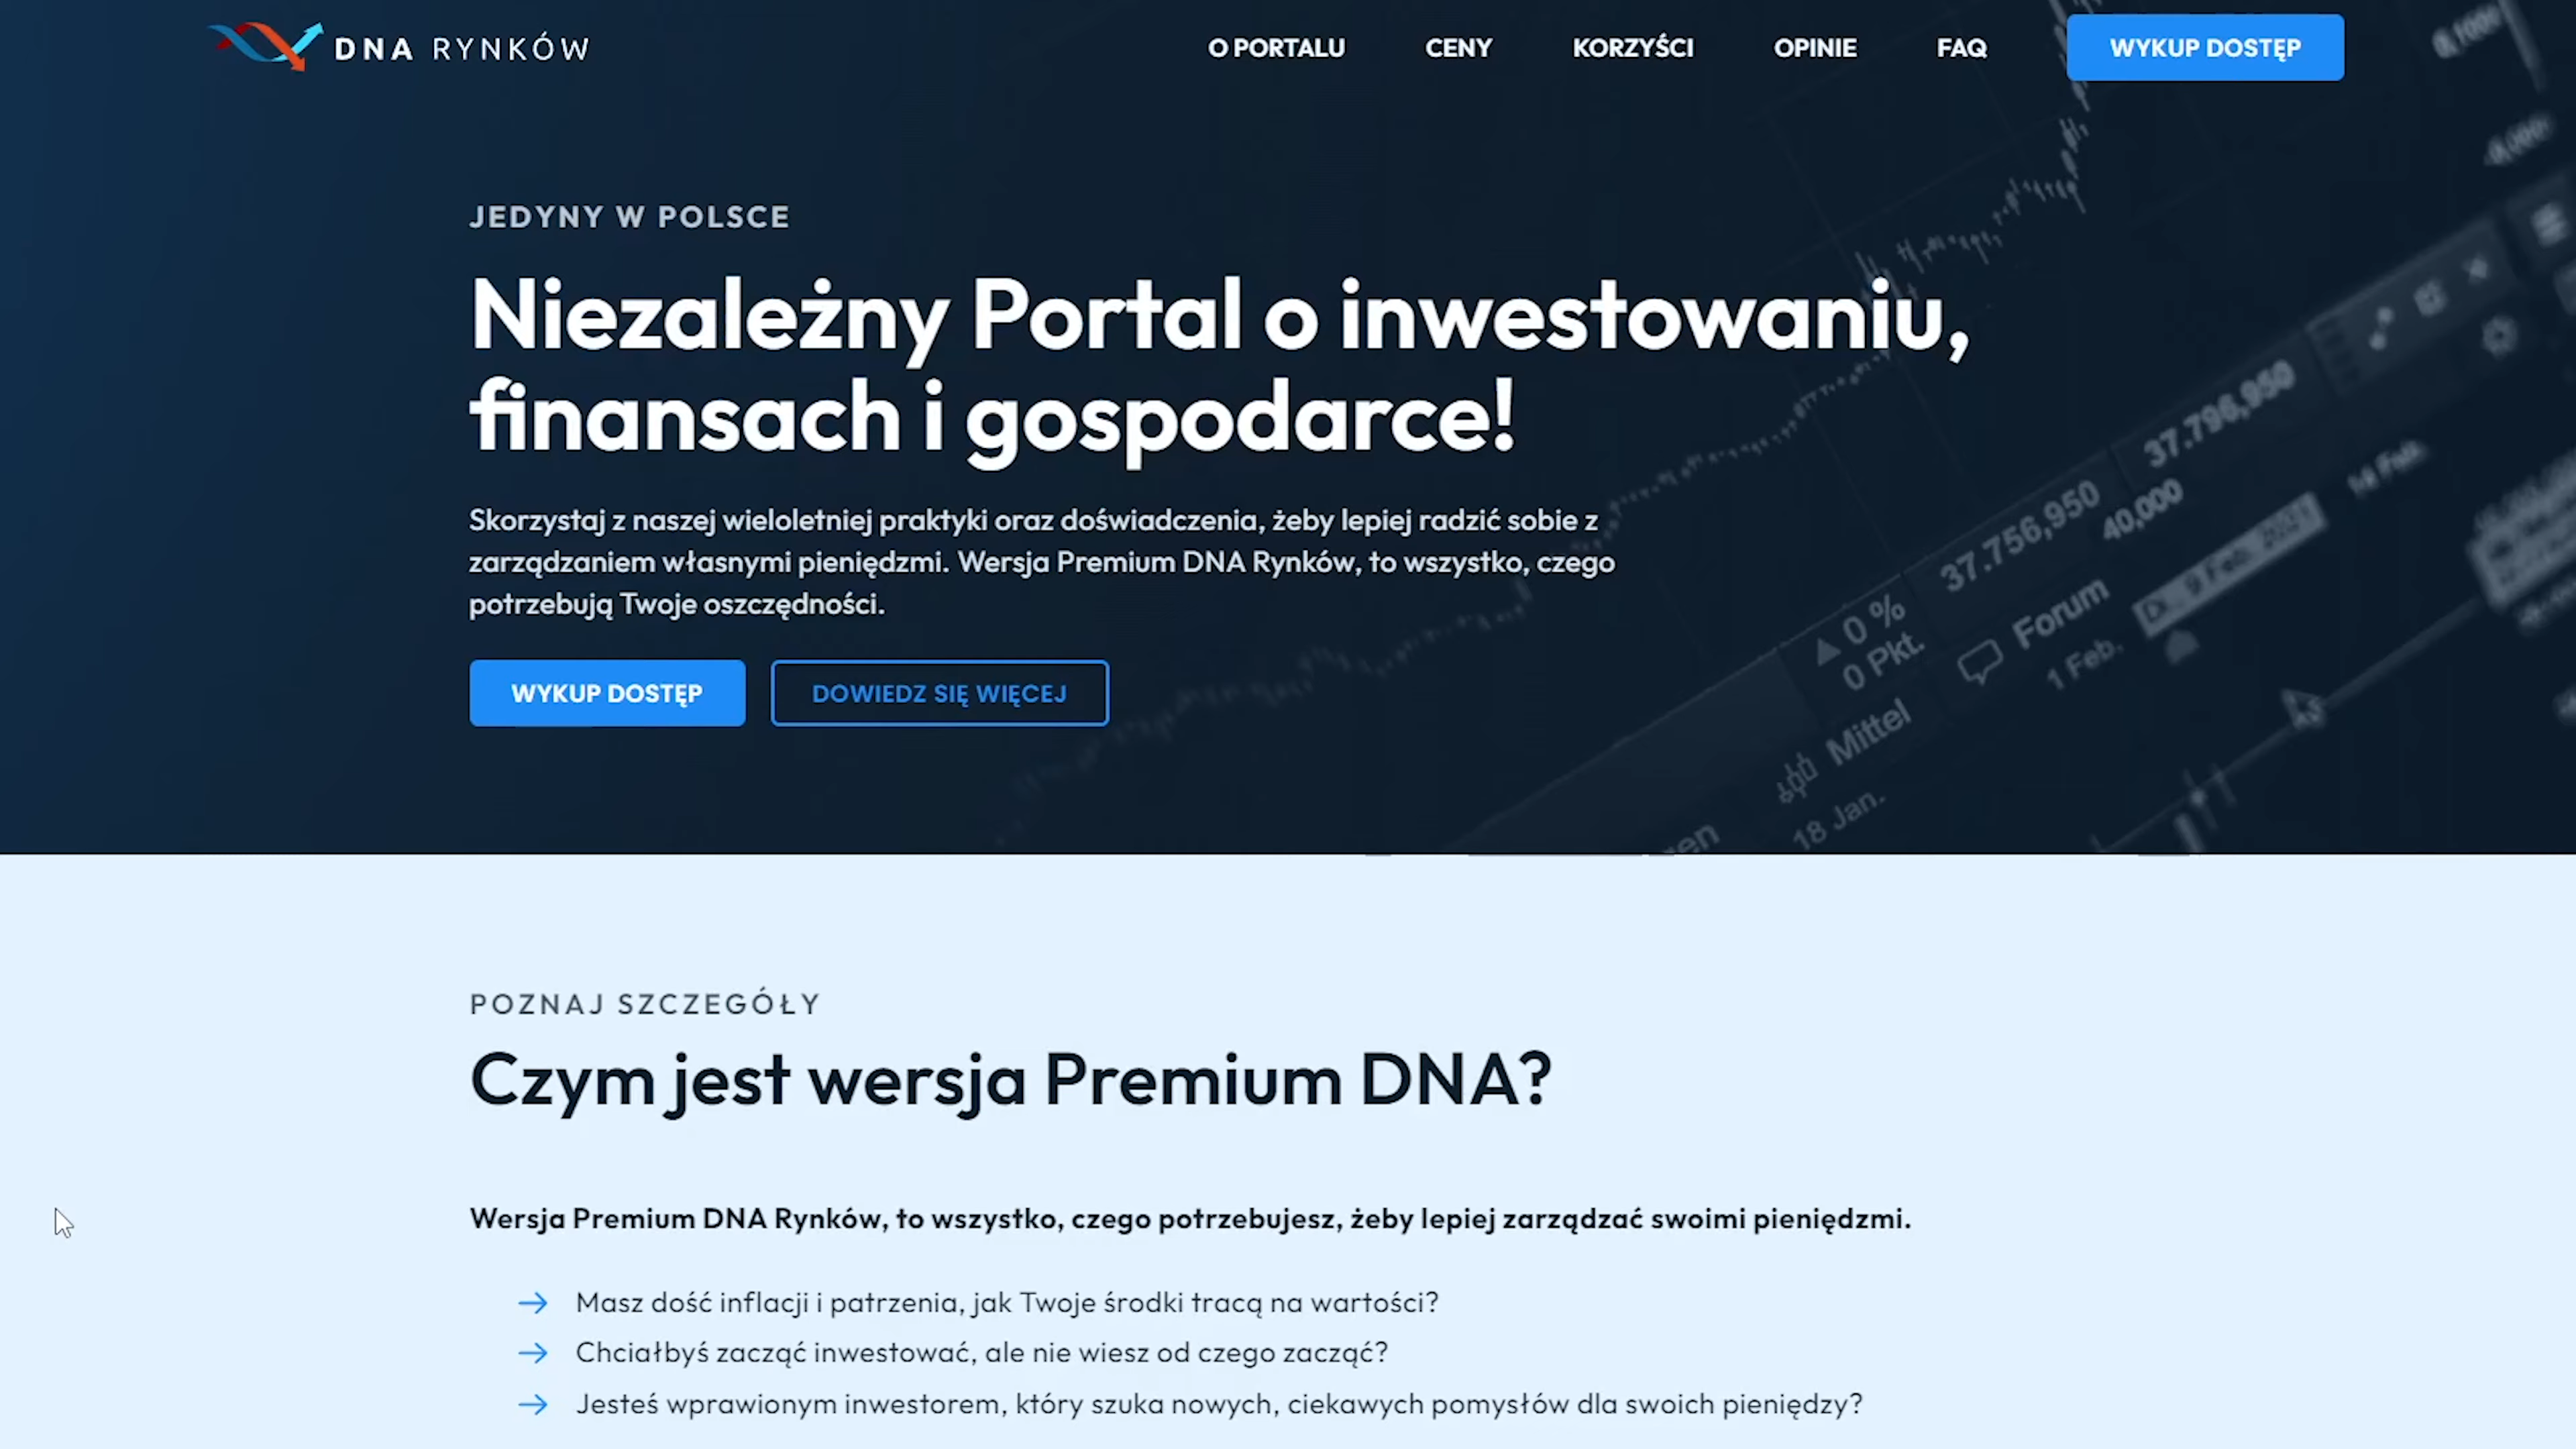 DNA RYNKÓW
O PORTALU
CENY
KORZYŚCI
OPINIE
FAQ
WYKUP DOSTĘP
JEDYNY W POLSCE
Niezależny Portal o inwestowaniu,
finansach i gospodarce!
Skorzystaj z naszej wieloletniej praktyki oraz doświadczenia, żeby lepiej radzić sobie z
zarządzaniem własnymi pieniędzmi. Wersja Premium DNA Rynków, to wszystko, czego
potrzebują Twoje oszczędności.
WYKUP DOSTĘP
DOWIEDZ SIĘ WIĘCEJ
37.796,950
37.756,950
40,000
0 %
0 Pkt.
Forum
1 Feb.
Mittel
18 Jan.
POZNAJ SZCZEGÓŁY
Czym jest wersja Premium DNA?
Wersja Premium DNA Rynków, to wszystko, czego potrzebujesz, żeby lepiej zarządzać swoimi pieniędzmi.
Masz dość inflacji i patrzenia, jak Twoje środki tracą na wartości?
Chciałbyś zacząć inwestować, ale nie wiesz od czego zacząć?
Jesteś wprawionym inwestorem, który szuka nowych, ciekawych pomysłów dla swoich pieniędzy?